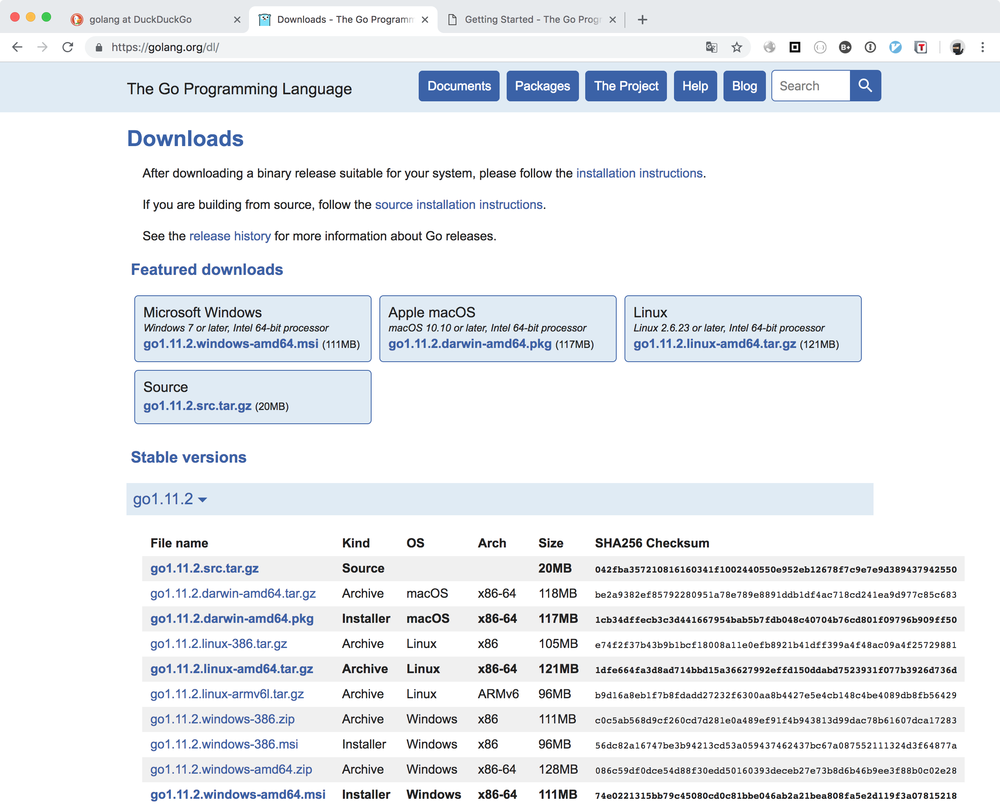 golang at DuckDuckGo
Downloads - The Go Programm
Getting Started - The Go Progr
https://golang.org/dl/
The Go Programming Language
Documents
Packages
The Project
Help
Blog
Search
Downloads
After downloading a binary release suitable for your system, please follow the installation instructions.
If you are building from source, follow the source installation instructions.
See the release history for more information about Go releases.
Featured downloads
Microsoft Windows
Windows 7 or later, Intel 64-bit processor
go1.11.2.windows-amd64.msi (111MB)
Apple macOS
macOS 10.10 or later, Intel 64-bit processor
go1.11.2.darwin-amd64.pkg (117MB)
Linux
Linux 2.6.23 or later, Intel 64-bit processor
go1.11.2.linux-amd64.tar.gz (121MB)
Source
go1.11.2.src.tar.gz (20MB)
Stable versions
go1.11.2
File name Kind OS Arch Size SHA256 Checksum
go1.11.2.src.tar.gz Source 20MB 042fba357210816160341f1002440550e952eb12678f7c9e7e9d389437942550
go1.11.2.darwin-amd64.tar.gz Archive macOS x86-64 118MB be2a9382ef85792280951a78e789e8891ddb1df4ac718cd241ea9d977c85c683
go1.11.2.darwin-amd64.pkg Installer macOS x86-64 117MB 1cb34dffecb3c3d441667954bab5b7fdb048c40704b76cd801f09796b909ff50
go1.11.2.linux-386.tar.gz Archive Linux x86 105MB e74f2f37b43b9b1bcf18008a11e0efb8921b41dff399a4f48ac09a4f25729881
go1.11.2.linux-amd64.tar.gz Archive Linux x86-64 121MB 1dfe664fa3d8ad714bbd15a36627992effd150ddabd7523931f077b3926d736d
go1.11.2.linux-armv6l.tar.gz Archive Linux ARMv6 96MB b9d16a8eb1f7b8fdadd27232f6300aa8b4427e5e4cb148c4be4089db8fb56429
go1.11.2.windows-386.zip Archive Windows x86 111MB c0c5ab568d9cf260cd7d281e0a489ef91f4b943813d99dac78b61607dca17283
go1.11.2.windows-386.msi Installer Windows x86 96MB 56dc82a16747be3b94213cd53a059437462437bc67a087552111324d3f64877a
go1.11.2.windows-amd64.zip Archive Windows x86-64 128MB 086c59df0dce54d88f30edd50160393deceb27e73b8d6b46b9ee3f88b0c02e28
go1.11.2.windows-amd64.msi Installer Windows x86-64 111MB 74e0221315bb79c45080cd0c81bbe046ab2a21bea808fa5e2d119f3a07815218